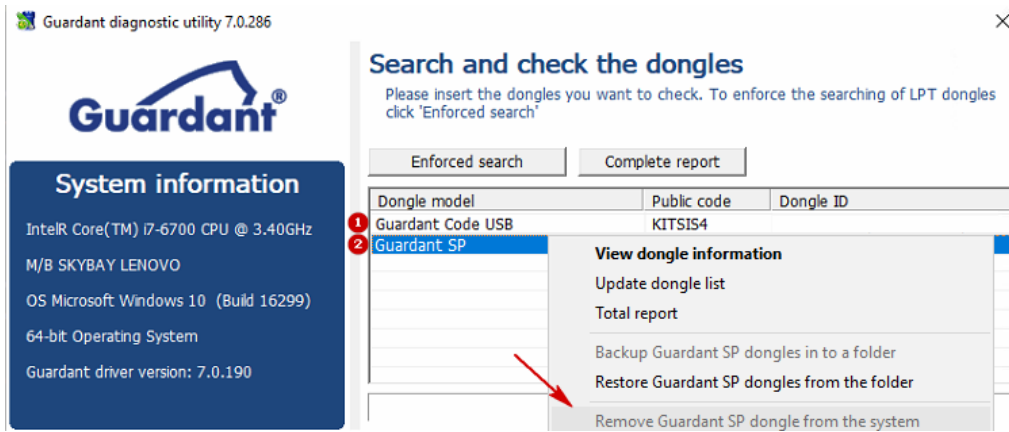 Guardant diagnostic utility 7.0.286
Guardant®
System information
IntelR Core(TM) i7-6700 CPU @ 3.40GHz
M/B SKYBAY LENOVO
OS Microsoft Windows 10 (Build 16299)
64-bit Operating System
Guardant driver version: 7.0.190
Search and check the dongles
Please insert the dongles you want to check. To enforce the searching of LPT dongles
click 'Enforced search'
Enforced search Complete report
Dongle model Public code Dongle ID
1 Guardant Code USB KITSIS4
2 Guardant SP
View dongle information
Update dongle list
Total report
Backup Guardant SP dongles in to a folder
Restore Guardant SP dongles from the folder
Remove Guardant SP dongle from the system